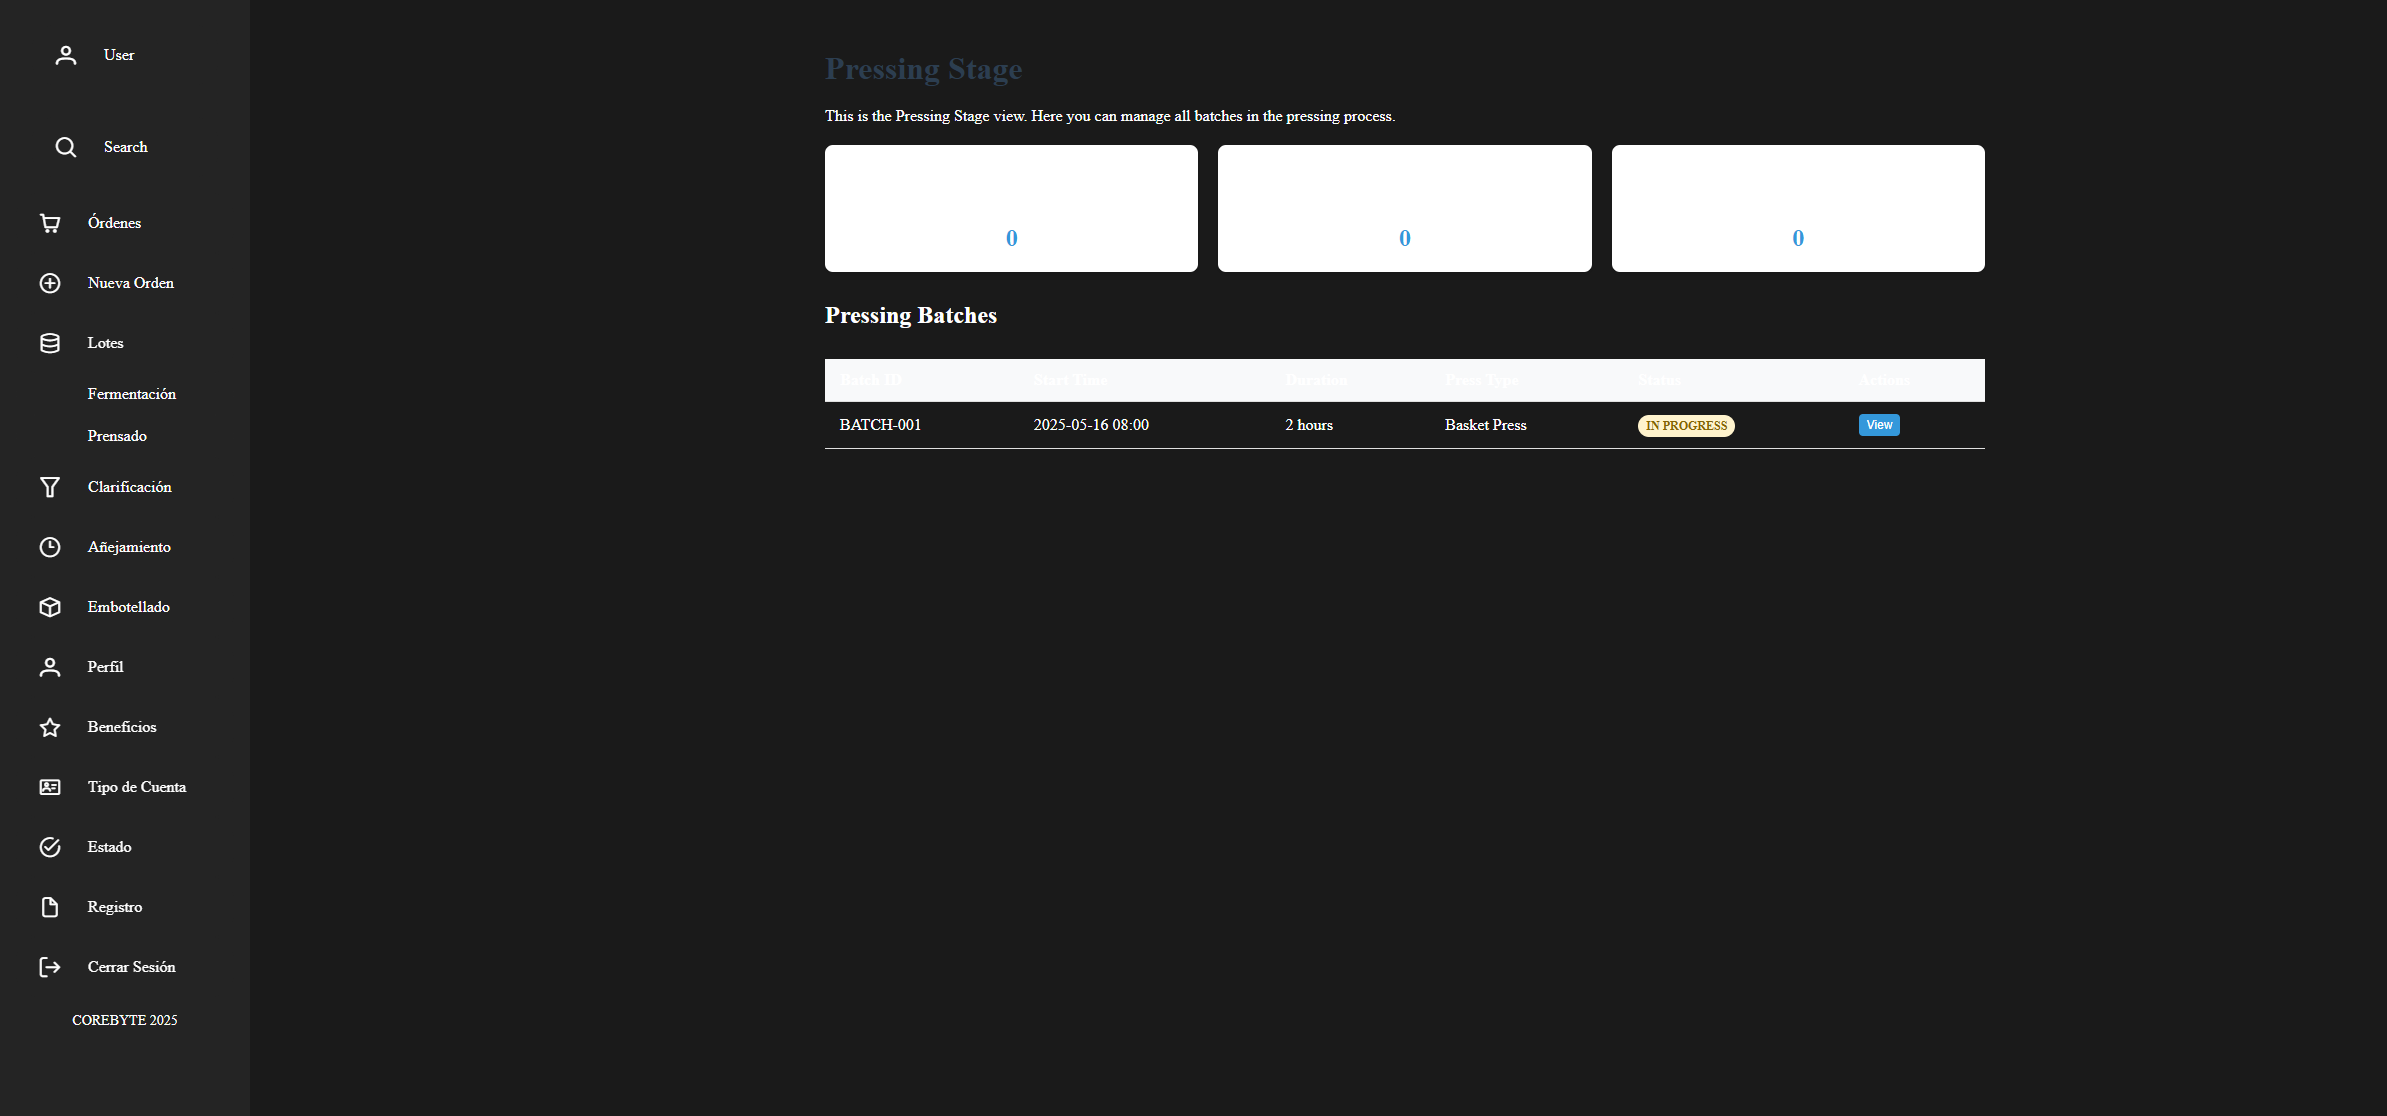 User
Search
Órdenes
Nueva Orden
Lotes
Fermentación
Prensado
Clarificación
Añejamiento
Embotellado
Perfil
Beneficios
Tipo de Cuenta
Estado
Registro
Cerrar Sesión
COREBYTE 2025
Pressing Stage
This is the Pressing Stage view. Here you can manage all batches in the pressing process.
0 0 0
Pressing Batches
Batch ID Start Time Duration Press Type Status Actions
BATCH-001 2025-05-16 08:00 2 hours Basket Press IN PROGRESS View